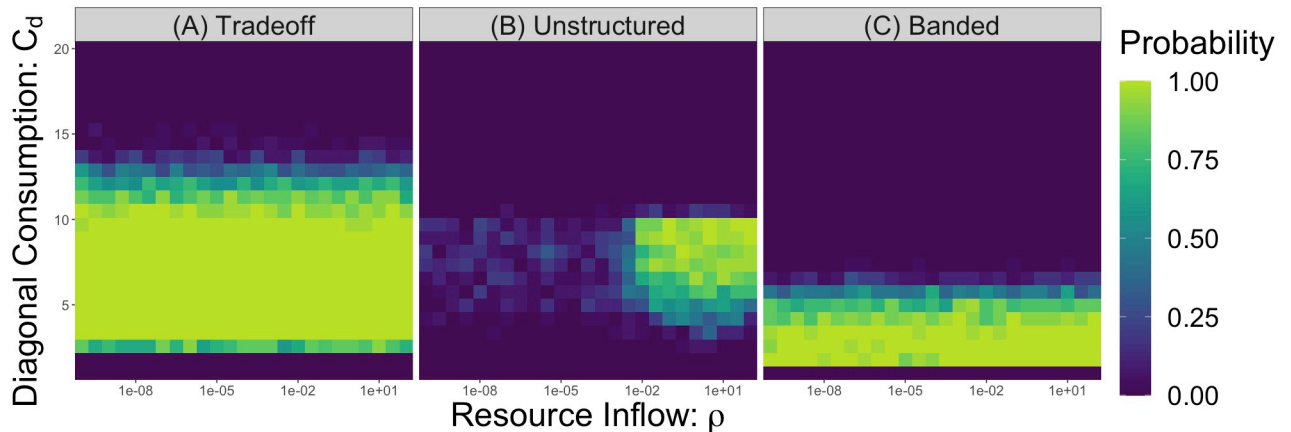 (A) Tradeoff
(B) Unstructured
(C) Banded
Diagonal Consumption: Cd
20
15
10
5
1e-08 1e-05 1e-02 1e+01
1e-08 1e-05 1e-02 1e+01
1e-08 1e-05 1e-02 1e+01
Resource Inflow: ρ
Probability
1.00
0.75
0.50
0.25
0.00